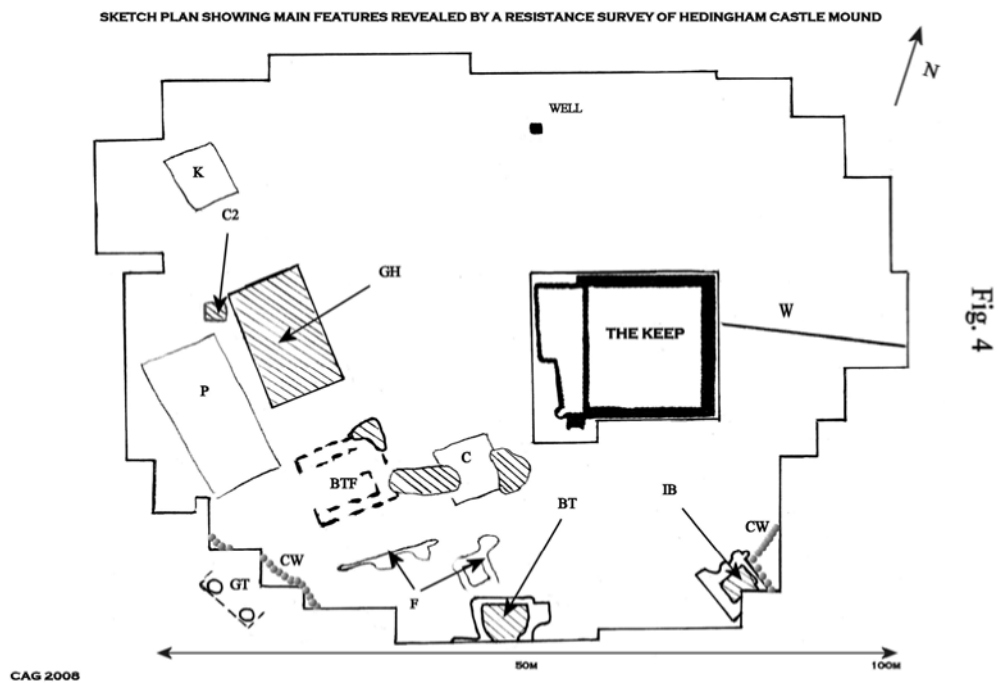 SKETCH PLAN SHOWING MAIN FEATURES REVEALED BY A RESISTANCE SURVEY OF HEDINGHAM CASTLE MOUND
N
WELL
K
C2
GH
W
Fig. 4
THE KEEP
P
C
BTF
BT
IB
CW
CW
GT
F
50M
100M
CAG 2008